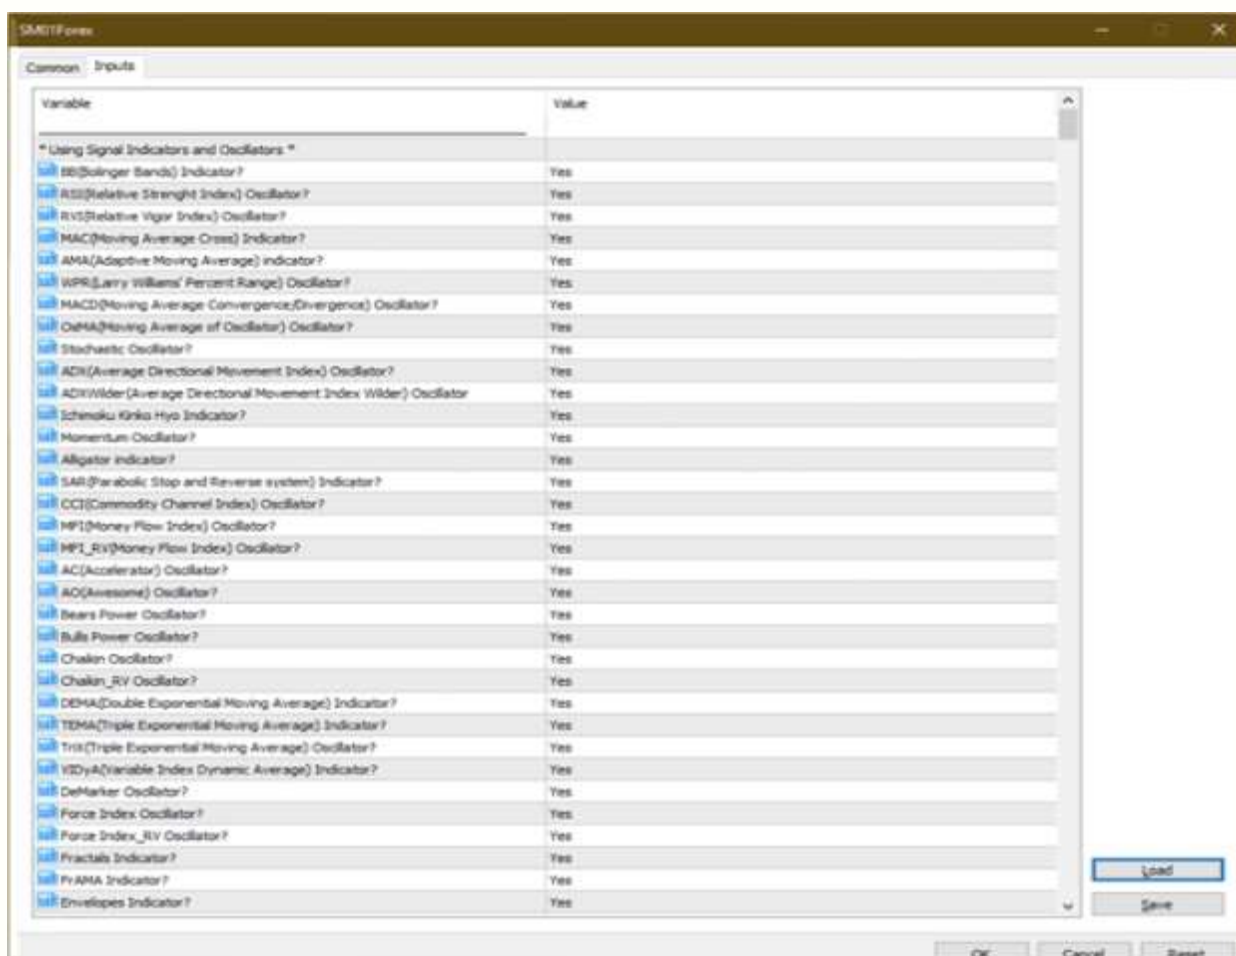 SM01Forex
Common Inputs
Variable Value
* Using Signal Indicators and Oscillators *
BB(Bolinger Bands) Indicator? Yes
RSI(Relative Strenght Index) Oscillator? Yes
RVI(Relative Vigor Index) Oscillator? Yes
MAC(Moving Average Cross) Indicator? Yes
AMA(Adaptive Moving Average) indicator? Yes
WPR(Larry Williams' Percent Range) Oscillator? Yes
MACD(Moving Average Convergence/Divergence) Oscillator? Yes
OsMA(Moving Average of Oscillator) Oscillator? Yes
Stochastic Oscillator? Yes
ADX(Average Directional Movement Index) Oscillator? Yes
ADXWilder(Average Directional Movement Index Wilder) Oscillator Yes
Ichimoku Kinko Hyo Indicator? Yes
Momentum Oscillator? Yes
Alligator indicator? Yes
SAR(Parabolic Stop and Reverse system) Indicator? Yes
CCI(Commodity Channel Index) Oscillator? Yes
MFI(Money Flow Index) Oscillator? Yes
MFI_RV(Money Flow Index) Oscillator? Yes
AC(Accelerator) Oscillator? Yes
AO(Awesome) Oscillator? Yes
Bears Power Oscillator? Yes
Bulls Power Oscillator? Yes
Chaikin Oscillator? Yes
Chaikin_RV Oscillator? Yes
DEMA(Double Exponential Moving Average) Indicator? Yes
TEMA(Triple Exponential Moving Average) Indicator? Yes
TriX(Triple Exponential Moving Average) Oscillator? Yes
VIDyA(Variable Index Dynamic Average) Indicator? Yes
DeMarker Oscillator? Yes
Force Index Oscillator? Yes
Force Index_RV Oscillator? Yes
Fractals Indicator? Yes
FrAMA Indicator? Yes
Envelopes Indicator? Yes
Load
Save
OK Cancel Reset